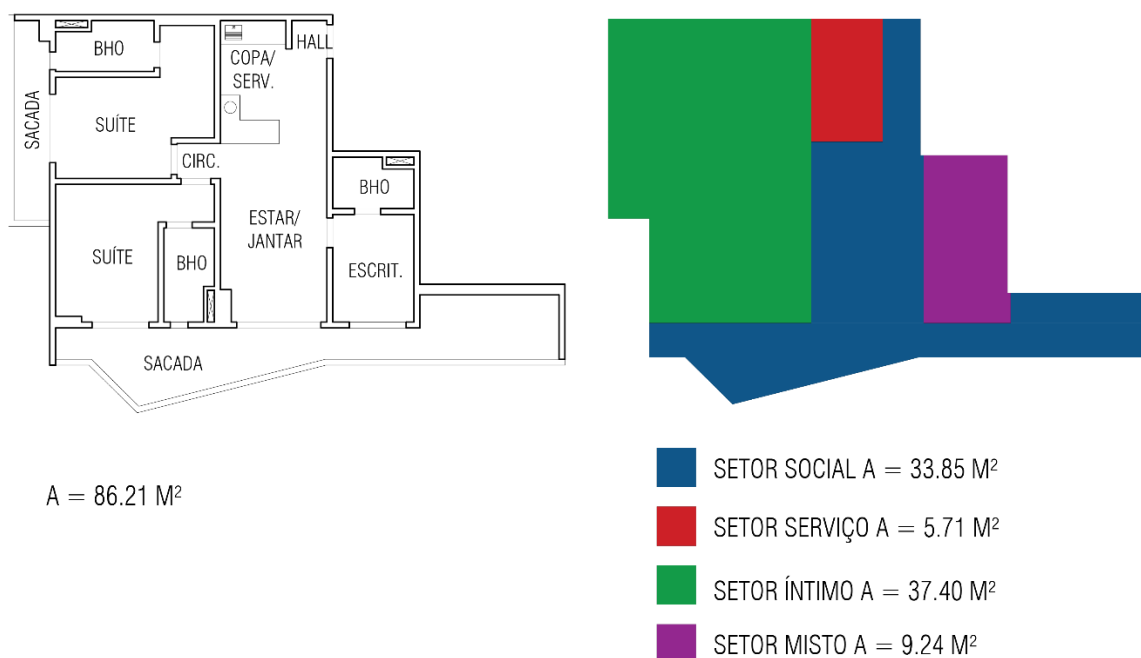 BHO
HALL
COPA/
SERV.
SACADA
SUÍTE
CIRC.
BHO
ESTAR/
JANTAR
SUÍTE
BHO
ESCRIT.
SACADA
A = 86.21 M²
SETOR SOCIAL A = 33.85 M²
SETOR SERVIÇO A = 5.71 M²
SETOR ÍNTIMO A = 37.40 M²
SETOR MISTO A = 9.24 M²